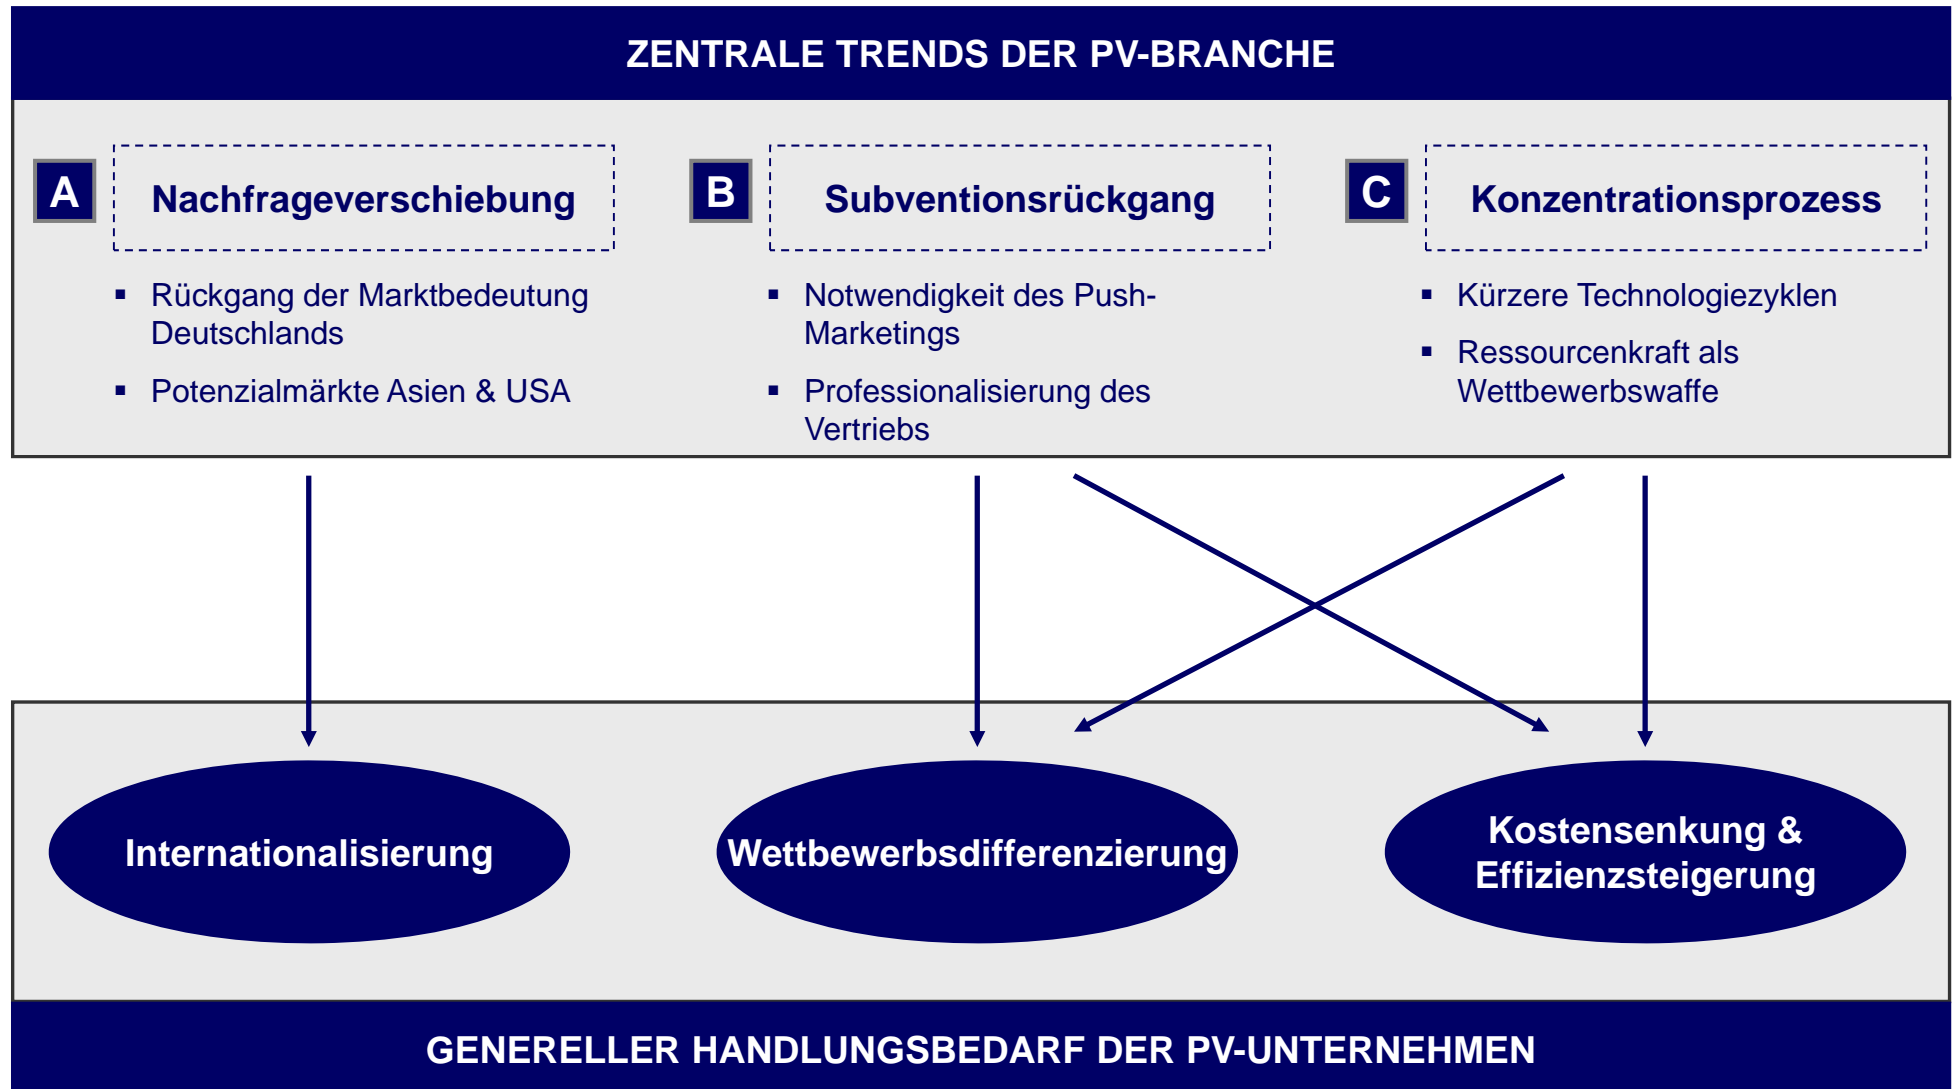 ZENTRALE TRENDS DER PV-BRANCHE
A
Nachfrageverschiebung
▪ Rückgang der Marktbedeutung
Deutschlands
▪ Potenzialmärkte Asien & USA
B
Subventionsrückgang
▪ Notwendigkeit des Push-
Marketings
▪ Professionalisierung des
Vertriebs
C
Konzentrationsprozess
▪ Kürzere Technologiezyklen
▪ Ressourcenkraft als
Wettbewerbswaffe
Internationalisierung
Wettbewerbsdifferenzierung
Kostensenkung &
Effizienzsteigerung
GENERELLER HANDLUNGSBEDARF DER PV-UNTERNEHMEN